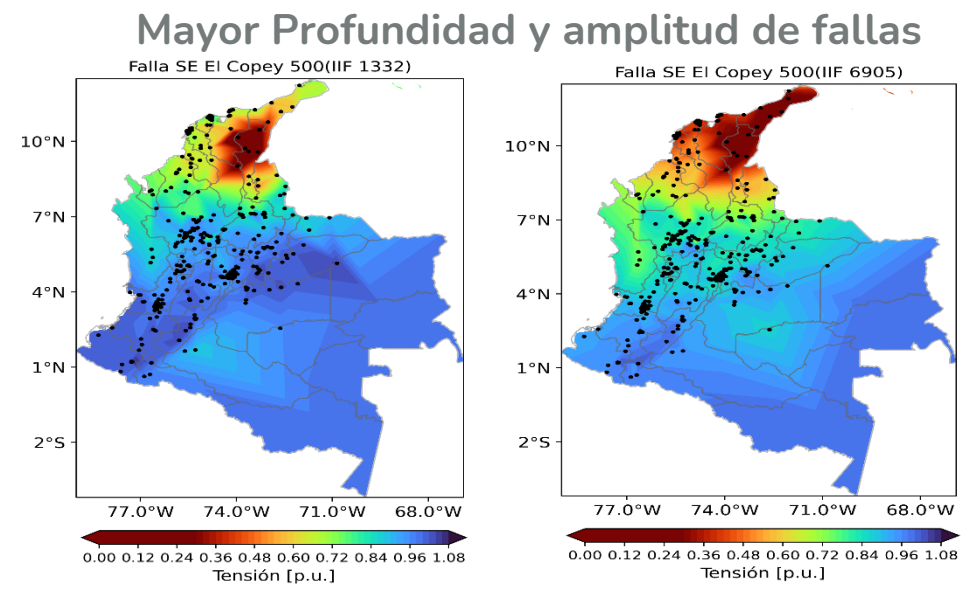 Mayor Profundidad y amplitud de fallas
Falla SE El Copey 500(IIF 1332)
10°N
7°N
4°N
1°N
2°S
77.0°W 74.0°W 71.0°W 68.0°W
0.00 0.12 0.24 0.36 0.48 0.60 0.72 0.84 0.96 1.08
Tensión [p.u.]
Falla SE El Copey 500(IIF 6905)
10°N
7°N
4°N
1°N
2°S
77.0°W 74.0°W 71.0°W 68.0°W
0.00 0.12 0.24 0.36 0.48 0.60 0.72 0.84 0.96 1.08
Tensión [p.u.]